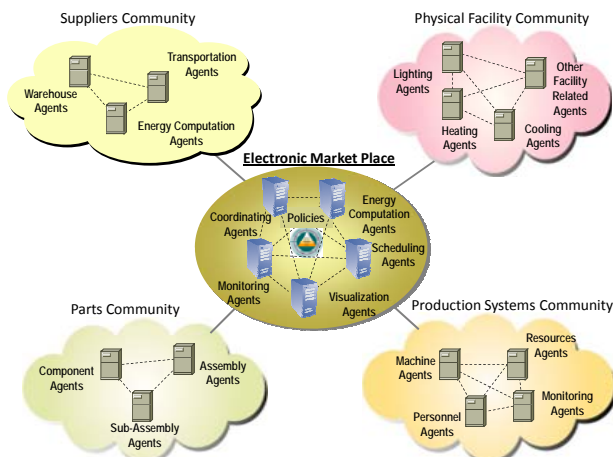 Suppliers Community
Transportation
Agents
Warehouse
Agents
Energy Computation
Agents
Physical Facility Community
Lighting
Agents
Other
Facility
Related Agents
Heating
Agents
Cooling
Agents
Electronic Market Place
Coordinating
Agents
Policies
Energy
Computation
Agents
Scheduling
Agents
Monitoring
Agents
Visualization
Agents
Parts Community
Component
Agents
Assembly
Agents
Sub-Assembly
Agents
Production Systems Community
Resources
Agents
Machine
Agents
Monitoring
Agents
Personnel
Agents